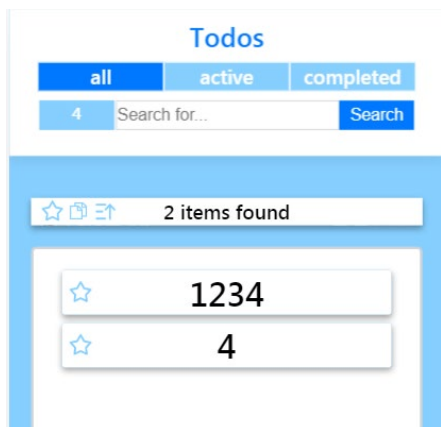 Todos
all active completed
4 Search for... Search
2 items found
1234
4